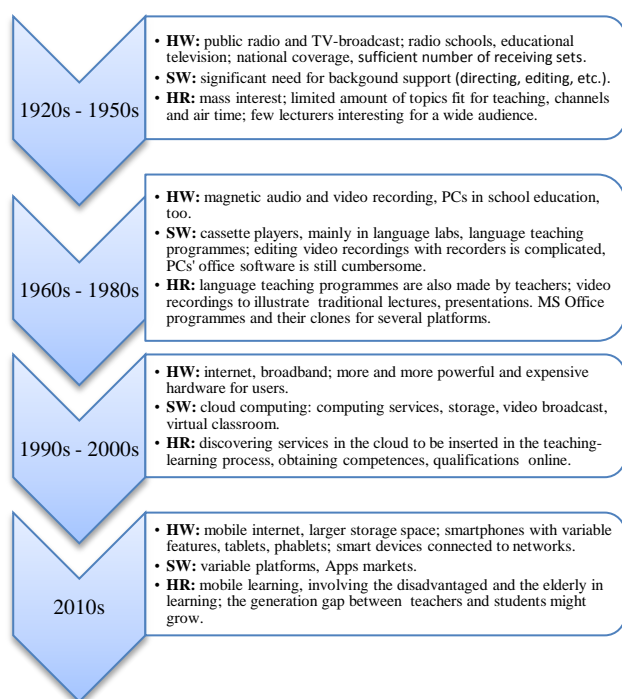 1920s - 1950s
• HW: public radio and TV-broadcast; radio schools, educational
television; national coverage, sufficient number of receiving sets.
• SW: significant need for backgound support (directing, editing, etc.).
• HR: mass interest; limited amount of topics fit for teaching, channels
and air time; few lecturers interesting for a wide audience.
1960s - 1980s
• HW: magnetic audio and video recording, PCs in school education,
too.
• SW: cassette players, mainly in language labs, language teaching
programmes; editing video recordings with recorders is complicated,
PCs' office software is still cumbersome.
• HR: language teaching programmes are also made by teachers; video
recordings to illustrate traditional lectures, presentations. MS Office
programmes and their clones for several platforms.
1990s - 2000s
• HW: internet, broadband; more and more powerful and expensive
hardware for users.
• SW: cloud computing: computing services, storage, video broadcast,
virtual classroom.
• HR: discovering services in the cloud to be inserted in the teaching-
learning process, obtaining competences, qualifications online.
2010s
• HW: mobile internet, larger storage space; smartphones with variable
features, tablets, phablets; smart devices connected to networks.
• SW: variable platforms, Apps markets.
• HR: mobile learning, involving the disadvantaged and the elderly in
learning; the generation gap between teachers and students might
grow.